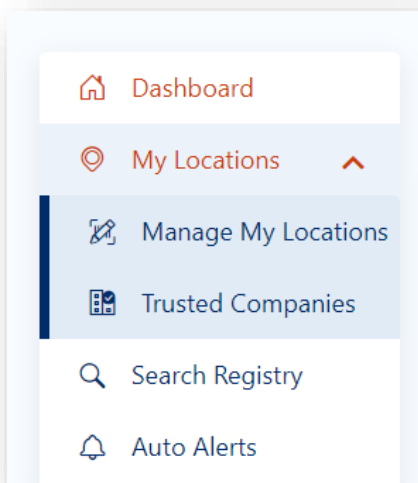 Dashboard
My Locations
Manage My Locations
Trusted Companies
Search Registry
Auto Alerts